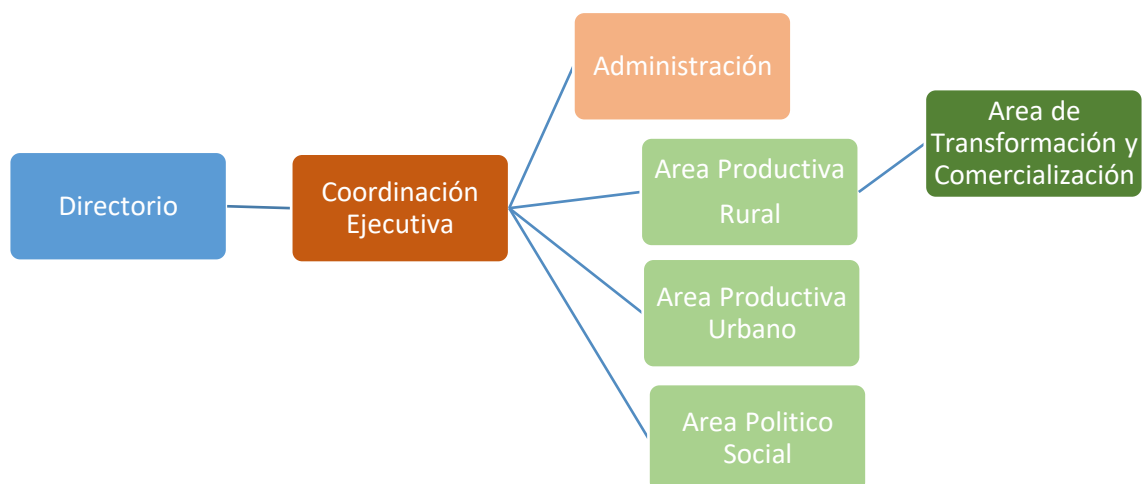 Directorio
Coordinación
Ejecutiva
Administración
Area Productiva
Rural
Area Productiva
Urbano
Area Politico
Social
Area de
Transformación y
Comercialización